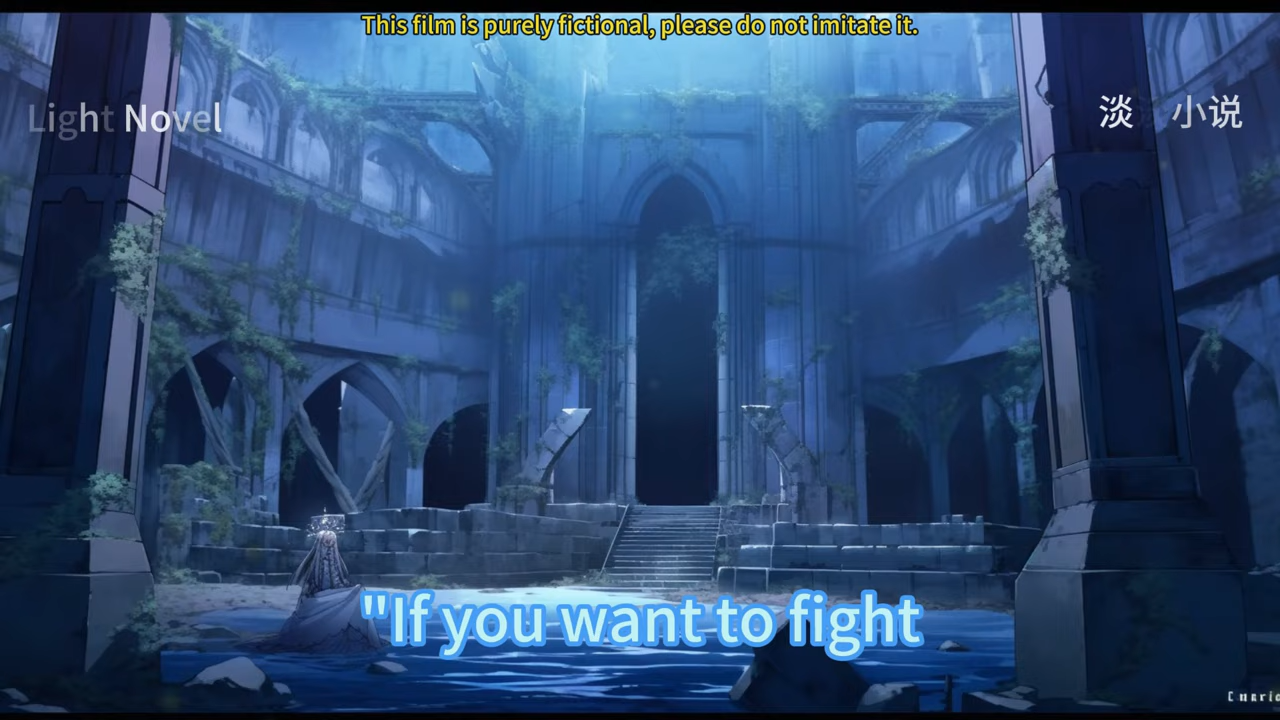 This film is purely fictional, please do not imitate it.
Light Novel
淡 小说
"If you want to fight